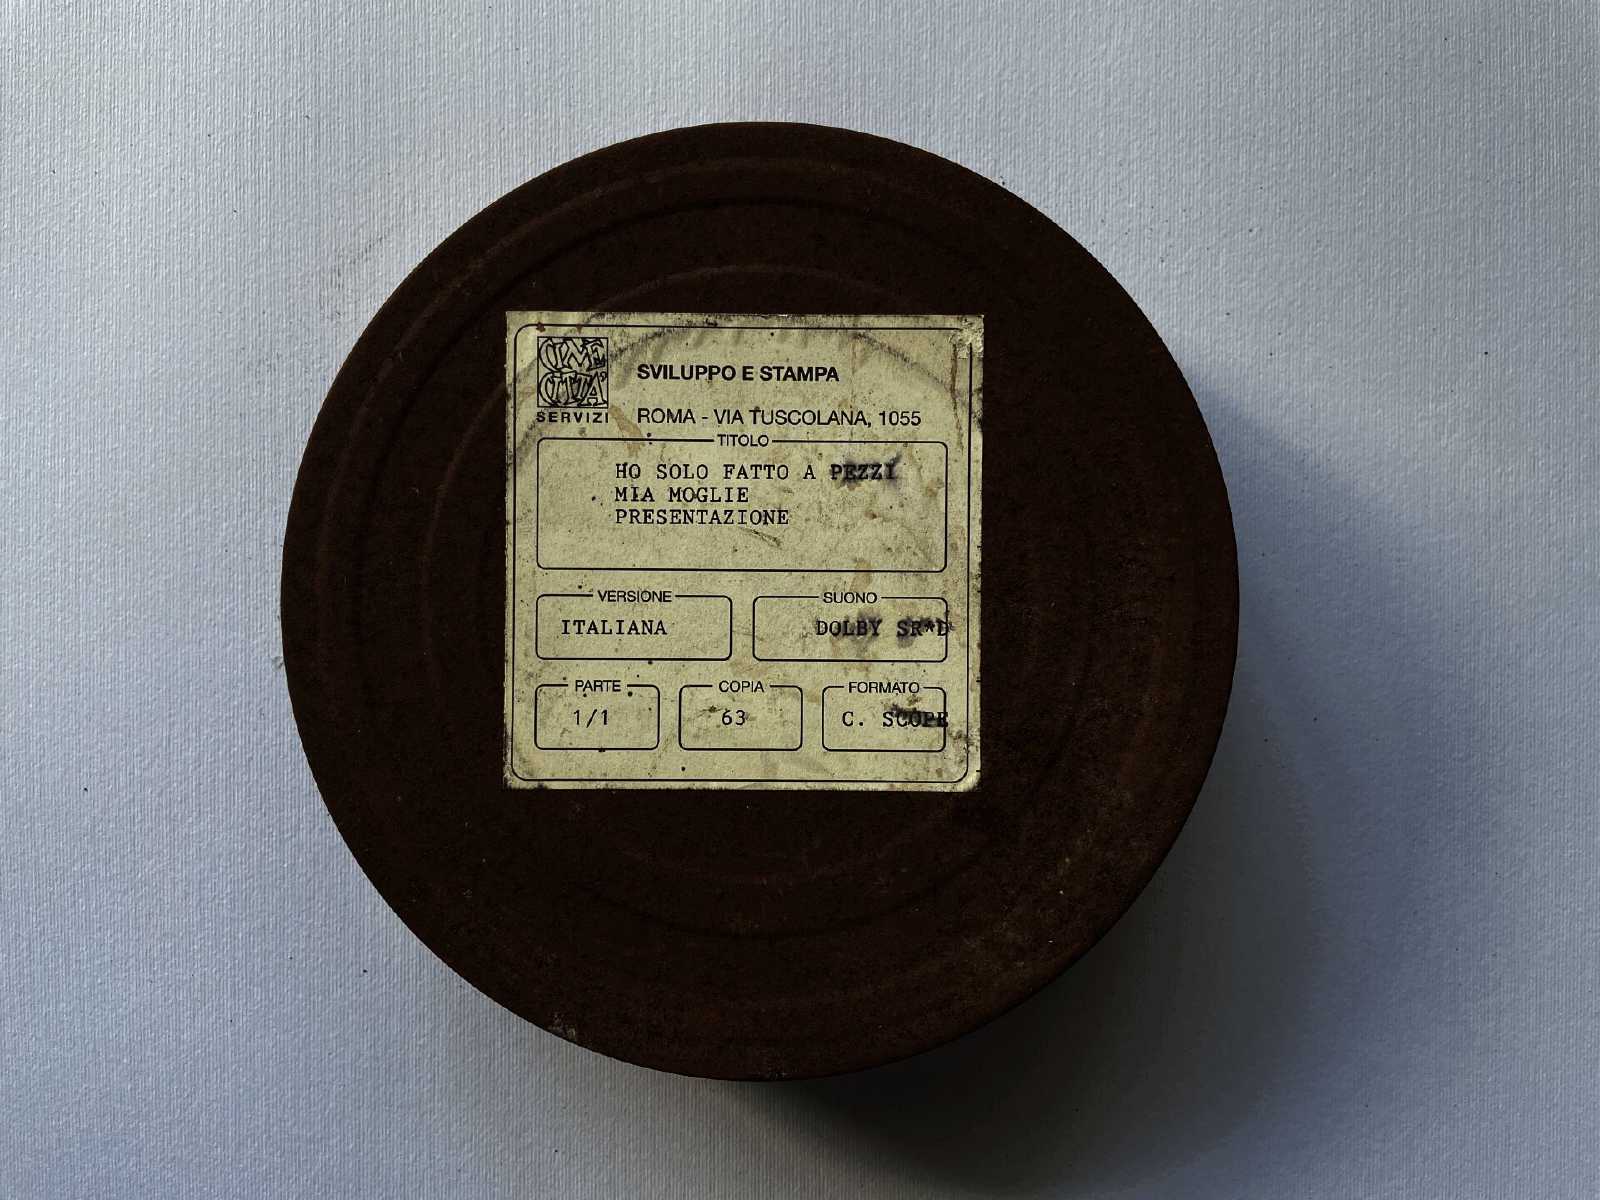 CINE
CITTA'
SERVIZI
SVILUPPO E STAMPA
ROMA - VIA TUSCOLANA, 1055
TITOLO
HO SOLO FATTO A PEZZI
MIA MOGLIE
PRESENTAZIONE
VERSIONE
ITALIANA
SUONO
DOLBY SR*D
PARTE
1/1
COPIA
63
FORMATO
C. SCOPE